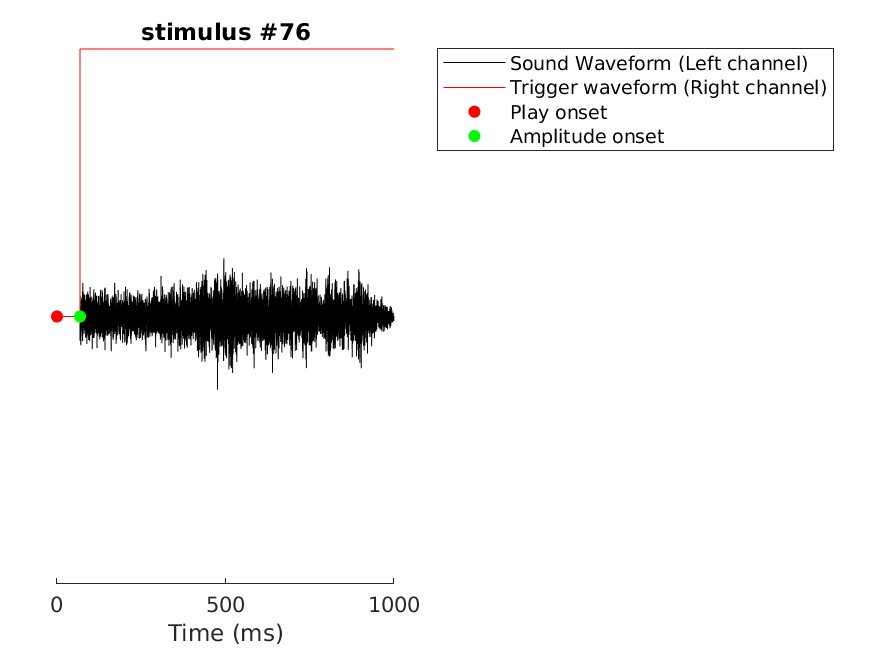 stimulus #76
Sound Waveform (Left channel)
Trigger waveform (Right channel)
Play onset
Amplitude onset
0 500 1000
Time (ms)